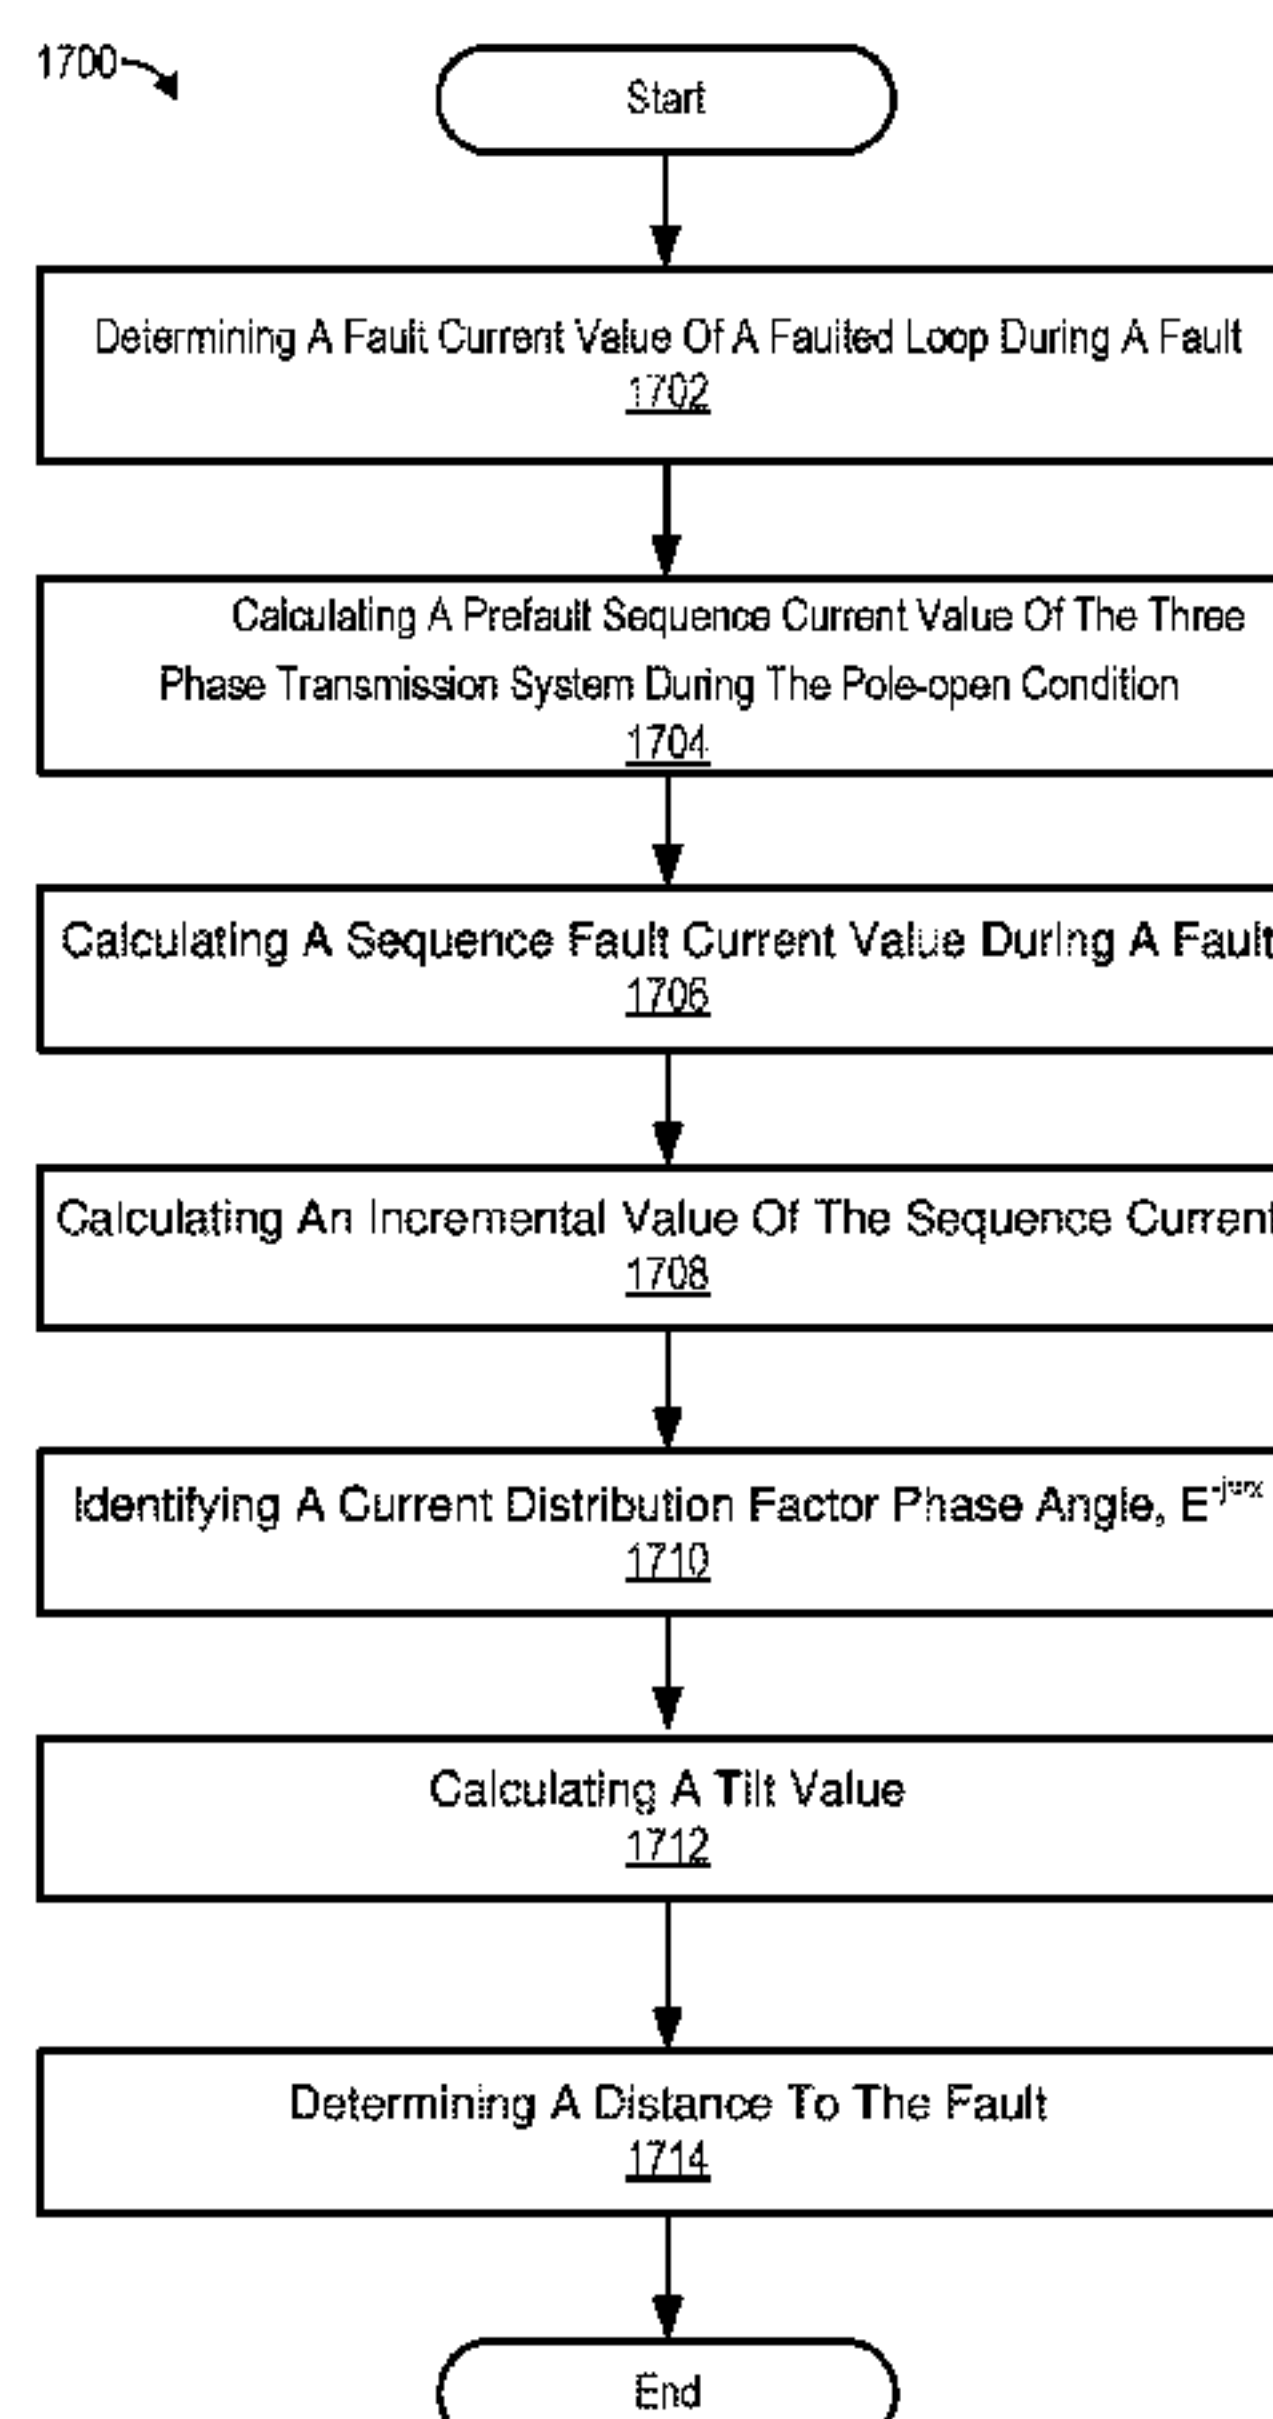 1700
Start
Determining A Fault Current Value Of A Faulted Loop During A Fault
1702
Calculating A Prefault Sequence Current Value Of The Three
Phase Transmission System During The Pole-open Condition
1704
Calculating A Sequence Fault Current Value During A Fault
1706
Calculating An Incremental Value Of The Sequence Current
1708
Identifying A Current Distribution Factor Phase Angle,
1710
Calculating A Tilt Value
1712
Determining A Distance To The Fault
1714
End